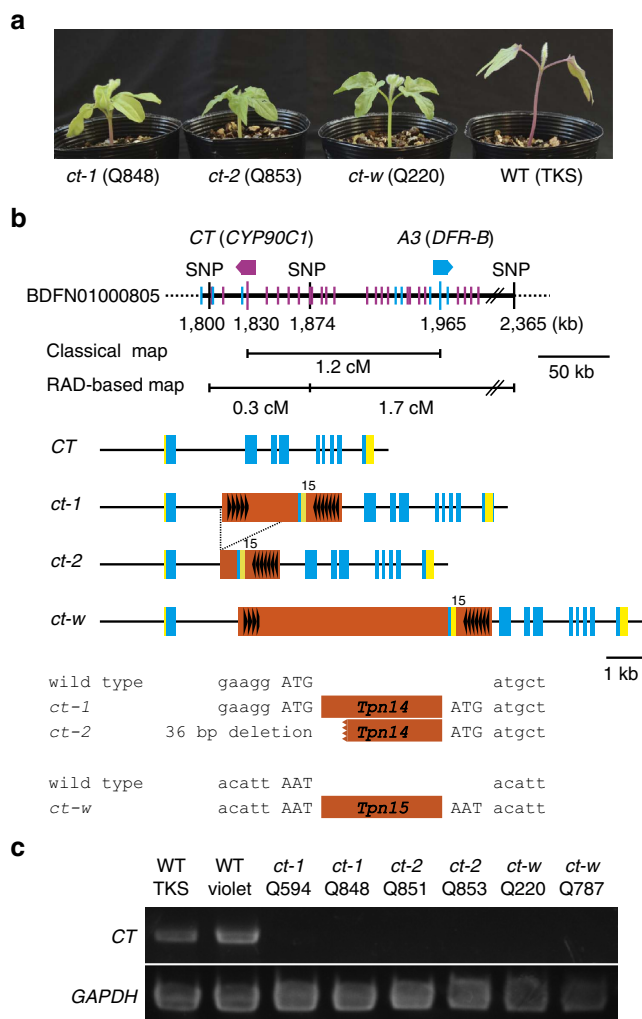 a
ct-1 (Q848) ct-2 (Q853) ct-w (Q220) WT (TKS)
b
CT (CYP90C1) A3 (DFR-B)
SNP SNP SNP
BDFN01000805
1,800 1,830 1,874 1,965 2,365 (kb)
Classical map
1.2 cM
50 kb
RAD-based map
0.3 cM 1.7 cM
CT
15
ct-1
15
ct-2
15
ct-w
1 kb
wild type gaagg ATG atgct
ct-1 gaagg ATG Tpn14 ATG atgct
ct-2 36 bp deletion Tpn14 ATG atgct
wild type acatt AAT acatt
ct-w acatt AAT Tpn15 AAT acatt
c
WT WT ct-1 ct-1 ct-2 ct-2 ct-w ct-w
TKS violet Q594 Q848 Q851 Q853 Q220 Q787
CT
GAPDH